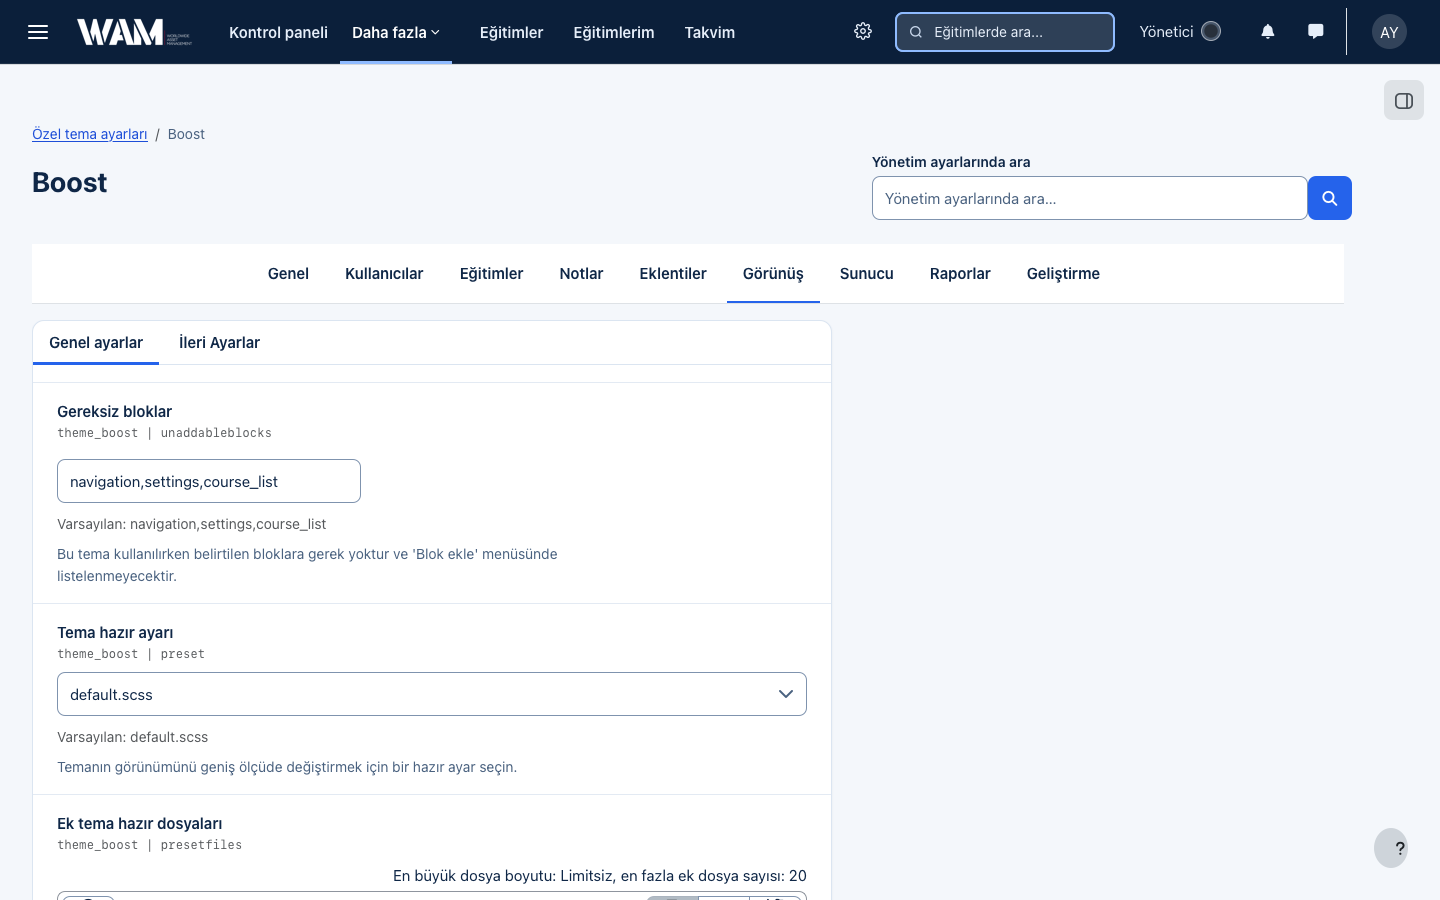 WAM WORLDWIDE ASSET MANAGEMENT
Kontrol paneli
Daha fazla
Eğitimler
Eğitimlerim
Takvim
Eğitimlerde ara...
Yönetici
AY
Özel tema ayarları / Boost
Boost
Yönetim ayarlarında ara
Yönetim ayarlarında ara...
Genel
Kullanıcılar
Eğitimler
Notlar
Eklentiler
Görünüş
Sunucu
Raporlar
Geliştirme
Genel ayarlar
İleri Ayarlar
Gereksiz bloklar
theme_boost | unaddableblocks
navigation,settings,course_list
Varsayılan: navigation,settings,course_list
Bu tema kullanılırken belirtilen bloklara gerek yoktur ve 'Blok ekle' menüsünde
listelenmeyecektir.
Tema hazır ayarı
theme_boost | preset
default.scss
Varsayılan: default.scss
Temanın görünümünü geniş ölçüde değiştirmek için bir hazır ayar seçin.
Ek tema hazır dosyaları
theme_boost | presetfiles
En büyük dosya boyutu: Limitsiz, en fazla ek dosya sayısı: 20
?